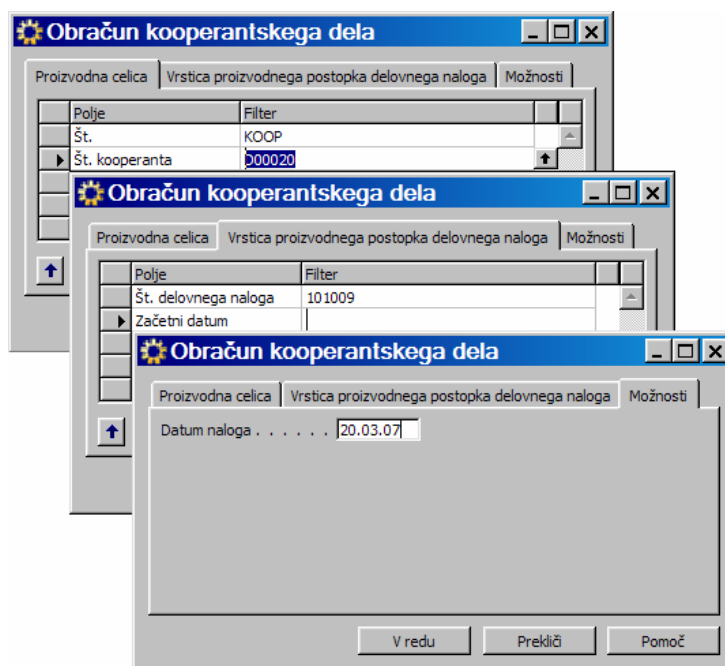 Obračun kooperantskega dela
Proizvodna celica Vrstica proizvodnega postopka delovnega naloga Možnosti
Polje Filter
Št. KOOP
Št. kooperanta D00020
Obračun kooperantskega dela
Proizvodna celica Vrstica proizvodnega postopka delovnega naloga Možnosti
Polje Filter
Št. delovnega naloga 101009
Začetni datum
Obračun kooperantskega dela
Proizvodna celica Vrstica proizvodnega postopka delovnega naloga Možnosti
Datum naloga . . . . . . 20.03.07
V redu Prekliči Pomoč